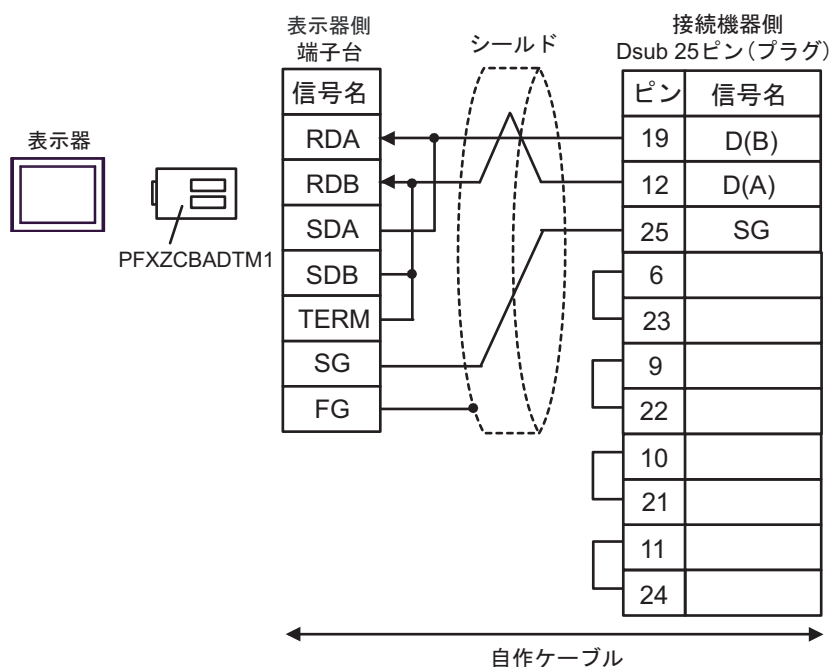 表示器側
端子台
シールド
接続機器側
Dsub 25ピン(プラグ)
信号名
ピン 信号名
表示器
RDA
19 D(B)
RDB
12 D(A)
SDA
25 SG
PFXZCBADTM1
SDB
6
TERM
23
SG
9
FG
22
10
21
11
24
自作ケーブル